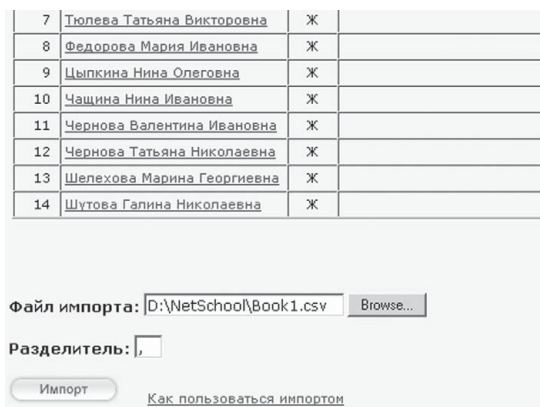 7 Тюлева Татьяна Викторовна Ж
8 Федорова Мария Ивановна Ж
9 Цыпкина Нина Олеговна Ж
10 Чащина Нина Ивановна Ж
11 Чернова Валентина Ивановна Ж
12 Чернова Татьяна Николаевна Ж
13 Шелехова Марина Георгиевна Ж
14 Шутова Галина Николаевна Ж
Файл импорта: D:\NetSchool\Book1.csv Browse...
Разделитель: ,
Импорт Как пользоваться импортом